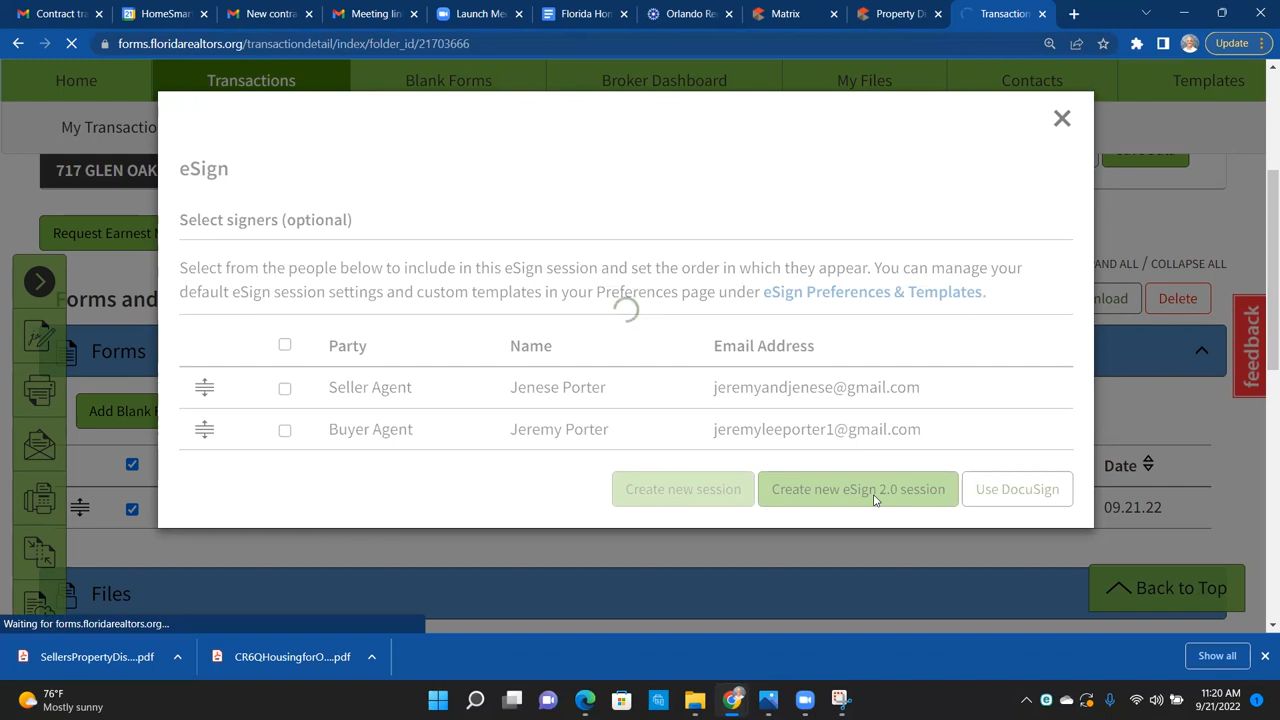 Contract tra
HomeSmar
New contra
Meeting lin
Launch Me
Florida Hon
Orlando Re
Matrix
Property Di
Transaction
forms.floridarealtors.org/transactiondetail/index/folder_id/21703666
Update
Home
Transactions
Blank Forms
Broker Dashboard
My Files
Contacts
Templates
My Transactio
717 GLEN OAK
Request Earnest M
eSign
Select signers (optional)
Select from the people below to include in this eSign session and set the order in which they appear. You can manage your
default eSign session settings and custom templates in your Preferences page under eSign Preferences & Templates.
AND ALL / COLLAPSE ALL
Forms and
nload
Delete
Forms
feedback
Party
Name
Email Address
Seller Agent
Jenese Porter
jeremyandjenese@gmail.com
Buyer Agent
Jeremy Porter
jeremyleeporter1@gmail.com
Add Blank F
Date
Create new session
Create new eSign 2.0 session
Use DocuSign
09.21.22
Files
Back to Top
Waiting for forms.floridarealtors.org...
SellersPropertyDis....pdf
CR6QHousingforO....pdf
Show all
76°F
Mostly sunny
11:20 AM
9/21/2022